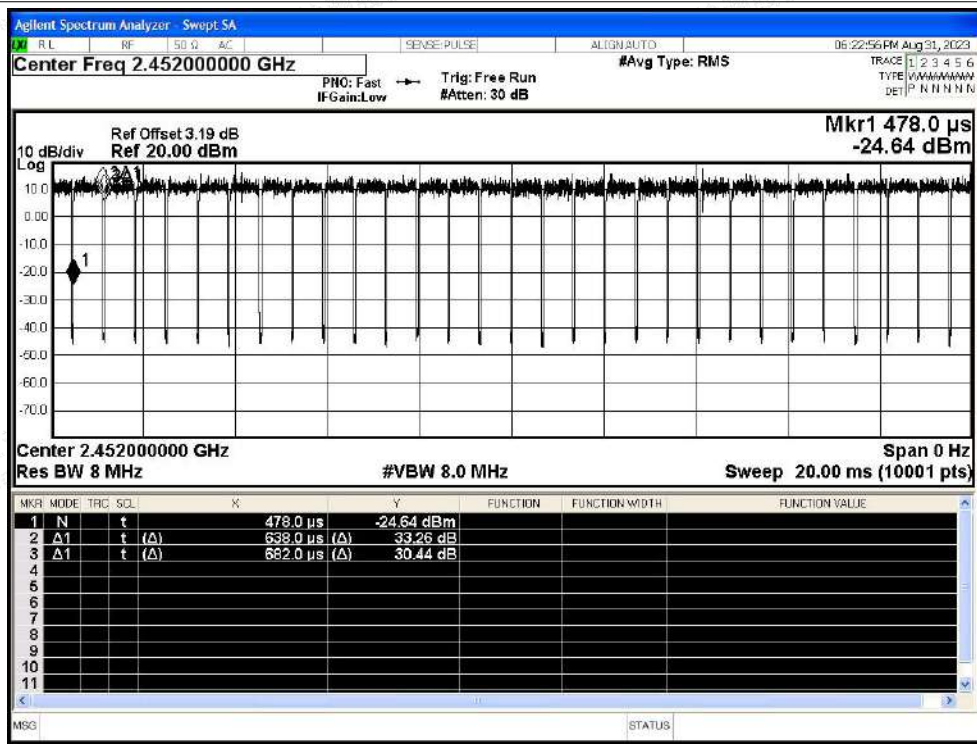 Agilent Spectrum Analyzer - Swept SA
LXI RL RF 50 Ω AC SENSE:PULSE ALIGN AUTO 06:22:56 PM Aug 31, 2023
Center Freq 2.452000000 GHz #Avg Type: RMS TRACE 1 2 3 4 5 6
PNO: Fast Trig: Free Run TYPE
IFGain:Low #Atten: 30 dB DET P N N N N N
Mkr1 478.0 µs
Ref Offset 3.19 dB
10 dB/div Ref 20.00 dBm -24.64 dBm
Log
3Δ1
10.0
0.00
-10.0
1
-20.0
-30.0
-40.0
-50.0
-60.0
-70.0
Center 2.452000000 GHz Span 0 Hz
Res BW 8 MHz #VBW 8.0 MHz Sweep 20.00 ms (10001 pts)
MKR MODE TRC SCL X Y FUNCTION FUNCTION WIDTH FUNCTION VALUE
1 N t 478.0 µs -24.64 dBm
2 Δ1 t (Δ) 638.0 µs (Δ) 33.26 dB
3 Δ1 t (Δ) 682.0 µs (Δ) 30.44 dB
4
5
6
7
8
9
10
11
MSG STATUS